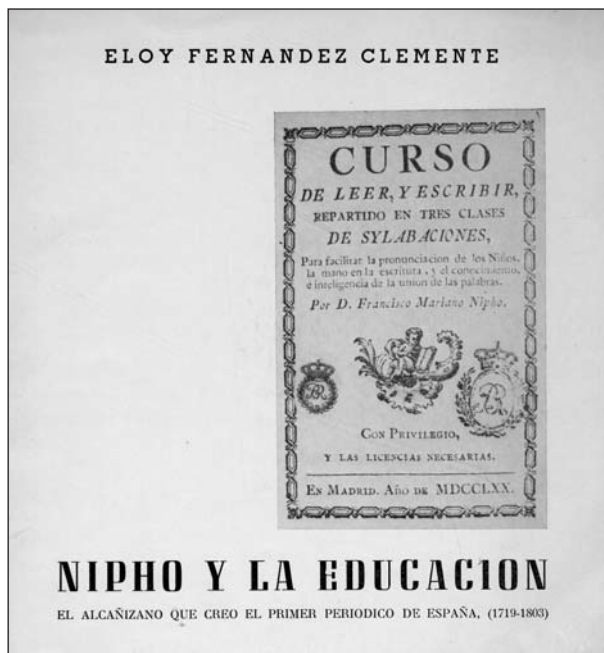 ELOY FERNANDEZ CLEMENTE
CURSO
DE LEER, Y ESCRIBIR,
REPARTIDO EN TRES CLASES
DE SYLABACIONES,
Para facilitar la pronunciacion de los Niños,
la mano en la escritura, y el conocimiento,
é inteligencia de la union de las palabras.
Por D. Francisco Mariano Nipho.
CON PRIVILEGIO,
Y LAS LICENCIAS NECESARIAS.
EN MADRID. AÑO DE MDCCLXX.
NIPHO Y LA EDUCACION
EL ALCAÑIZANO QUE CREO EL PRIMER PERIODICO DE ESPAÑA, (1719-1803)